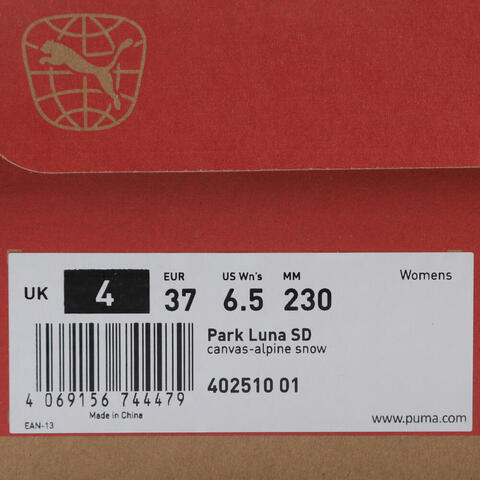 EUR US Wn's MM Womens
UK 4 37 6.5 230
Park Luna SD
canvas-alpine snow
402510 01
4 069156 744479
Made in China
EAN-13
www.puma.com